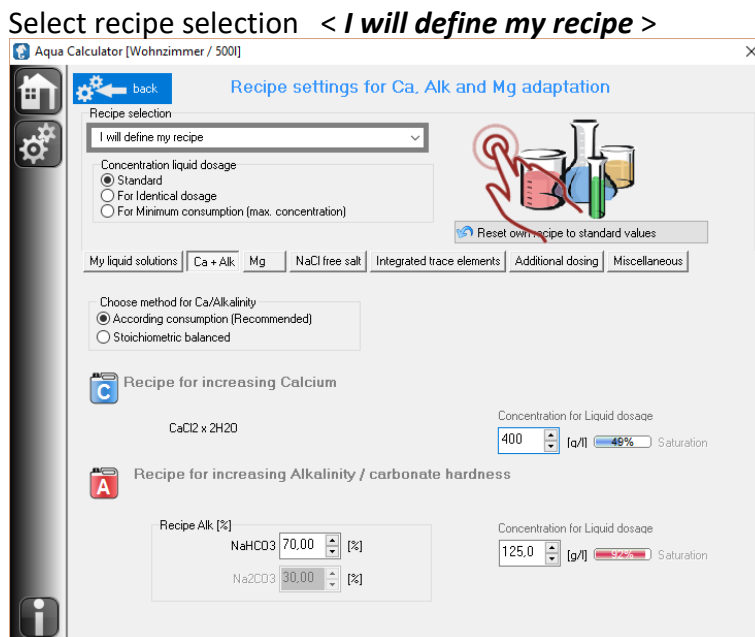 Select recipe selection < I will define my recipe >
Aqua Calculator [Wohnzimmer / 500l]
back
Recipe settings for Ca, Alk and Mg adaptation
Recipe selection
I will define my recipe
Concentration liquid dosage
Standard
For Identical dosage
For Minimum consumption (max. concentration)
Reset own recipe to standard values
My liquid solutions Ca + Alk Mg NaCl free salt Integrated trace elements Additional dosing Miscellaneous
Choose method for Ca/Alkalinity
According consumption (Recommended)
Stoichiometric balanced
C
Recipe for increasing Calcium
CaCl2 x 2H2O
Concentration for Liquid dosage
400 [g/l] 49% Saturation
A
Recipe for increasing Alkalinity / carbonate hardness
Recipe Alk [%]
NaHCO3 70,00 [%]
Na2CO3 30,00 [%]
Concentration for Liquid dosage
125,0 [g/l] 92% Saturation